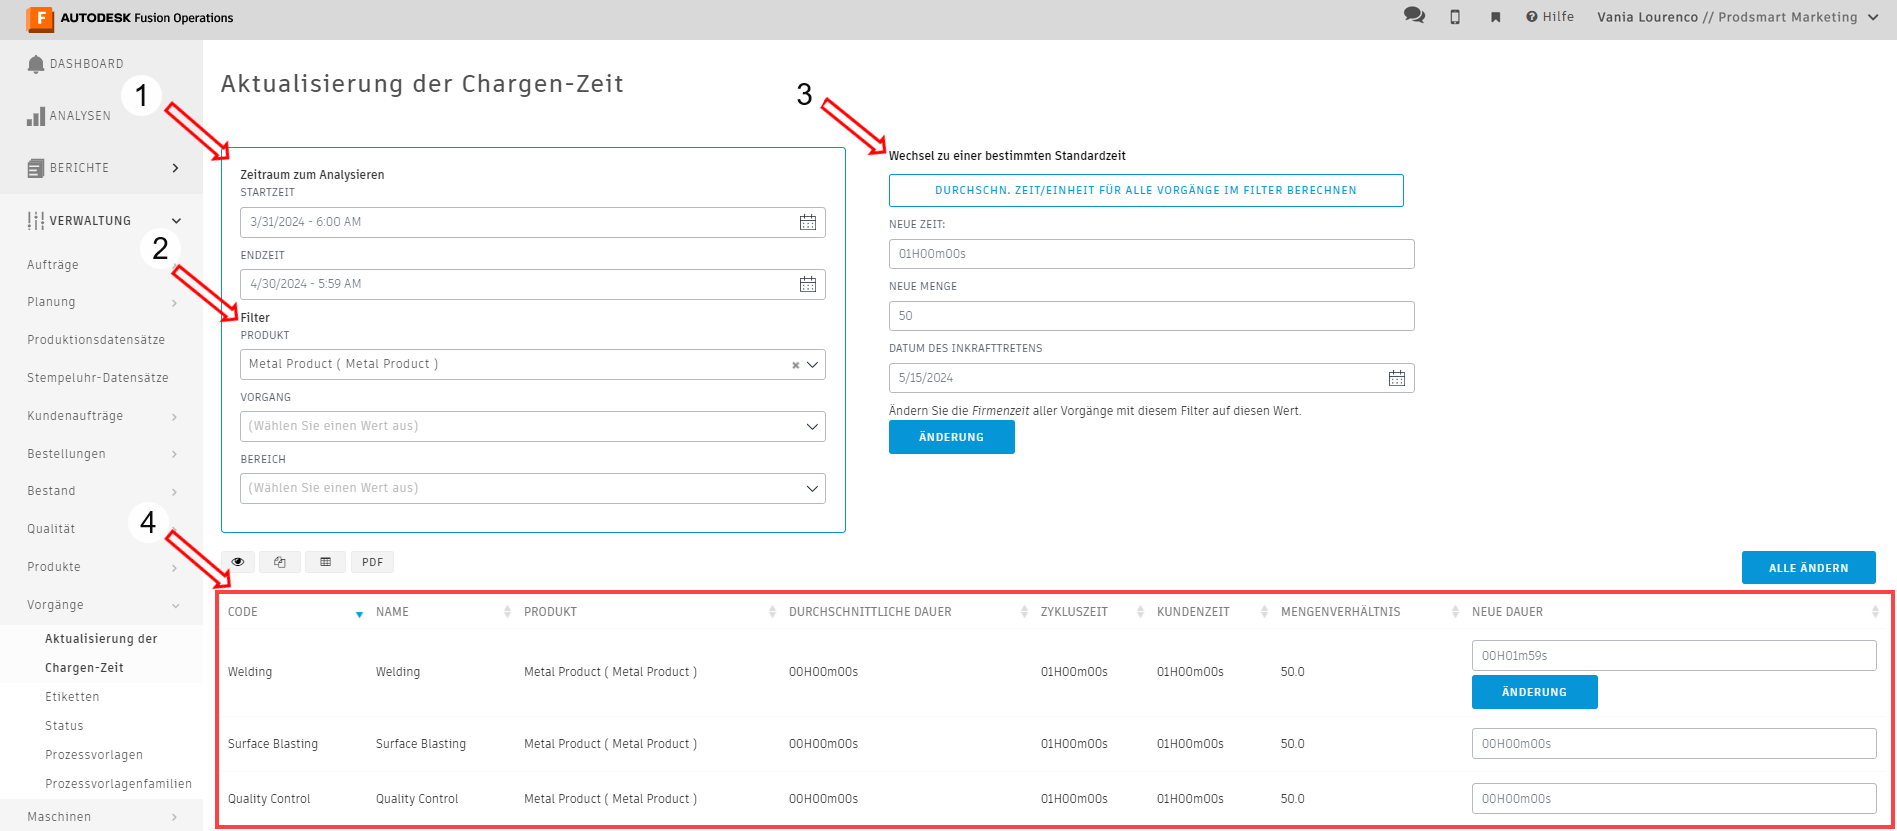 F AUTODESK Fusion Operations
Hilfe
Vania Lourenco // Prodsmart Marketing
DASHBOARD
ANALYSEN
BERICHTE
VERWALTUNG
Aufträge
Planung
Produktionsdatensätze
Stempeluhr-Datensätze
Kundenaufträge
Bestellungen
Bestand
Qualität
Produkte
Vorgänge
Aktualisierung der
Chargen-Zeit
Etiketten
Status
Prozessvorlagen
Prozessvorlagenfamilien
Maschinen
Aktualisierung der Chargen-Zeit
1
Zeitraum zum Analysieren
STARTZEIT
3/31/2024 - 6:00 AM
ENDZEIT
4/30/2024 - 5:59 AM
2
Filter
PRODUKT
Metal Product ( Metal Product )
VORGANG
(Wählen Sie einen Wert aus)
BEREICH
(Wählen Sie einen Wert aus)
3
Wechsel zu einer bestimmten Standardzeit
DURCHSCHN. ZEIT/EINHEIT FÜR ALLE VORGÄNGE IM FILTER BERECHNEN
NEUE ZEIT:
01H00m00s
NEUE MENGE
50
DATUM DES INKRAFTTRETENS
5/15/2024
Ändern Sie die Firmenzeit aller Vorgänge mit diesem Filter auf diesen Wert.
ÄNDERUNG
4
PDF
ALLE ÄNDERN
CODE NAME PRODUKT DURCHSCHNITTLICHE DAUER ZYKLUSZEIT KUNDENZEIT MENGENVERHÄLTNIS NEUE DAUER
Welding Welding Metal Product ( Metal Product ) 00H00m00s 01H00m00s 01H00m00s 50.0 00H01m59s
ÄNDERUNG
Surface Blasting Surface Blasting Metal Product ( Metal Product ) 00H00m00s 01H00m00s 01H00m00s 50.0 00H00m00s
Quality Control Quality Control Metal Product ( Metal Product ) 00H00m00s 01H00m00s 01H00m00s 50.0 00H00m00s